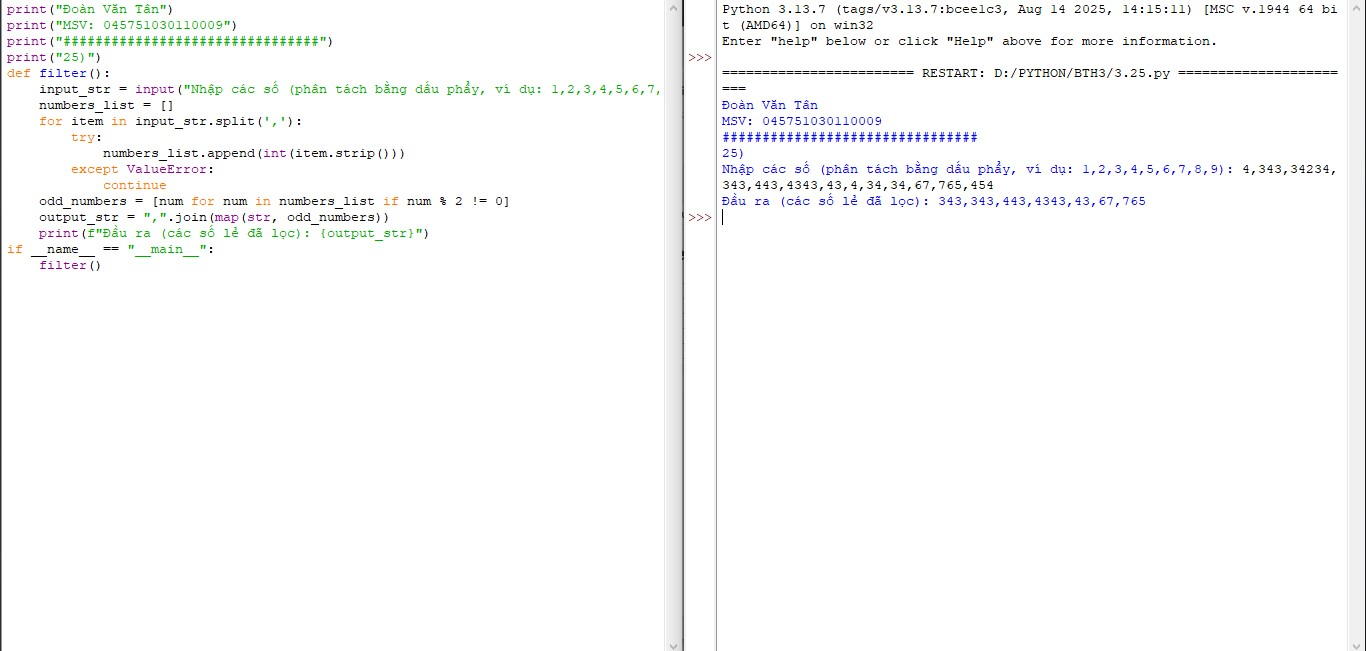 print("Đoàn Văn Tân")
print("MSV: 045751030110009")
print("################################")
print("25)")
def filter():
    input_str = input("Nhập các số (phân tách bằng dấu phẩy, ví dụ: 1,2,3,4,5,6,7,
    numbers_list = []
    for item in input_str.split(','):
        try:
            numbers_list.append(int(item.strip()))
        except ValueError:
            continue
    odd_numbers = [num for num in numbers_list if num % 2 != 0]
    output_str = ",".join(map(str, odd_numbers))
    print(f"Đầu ra (các số lẻ đã lọc): {output_str}")
if __name__ == "__main__":
    filter()
Python 3.13.7 (tags/v3.13.7:bcee1c3, Aug 14 2025, 14:15:11) [MSC v.1944 64 bi
t (AMD64)] on win32
Enter "help" below or click "Help" above for more information.
>>>
======================== RESTART: D:/PYTHON/BTH3/3.25.py ====================
===
Đoàn Văn Tân
MSV: 045751030110009
################################
25)
Nhập các số (phân tách bằng dấu phẩy, ví dụ: 1,2,3,4,5,6,7,8,9): 4,343,34234,
343,443,4343,43,4,34,34,67,765,454
Đầu ra (các số lẻ đã lọc): 343,343,443,4343,43,67,765
>>>